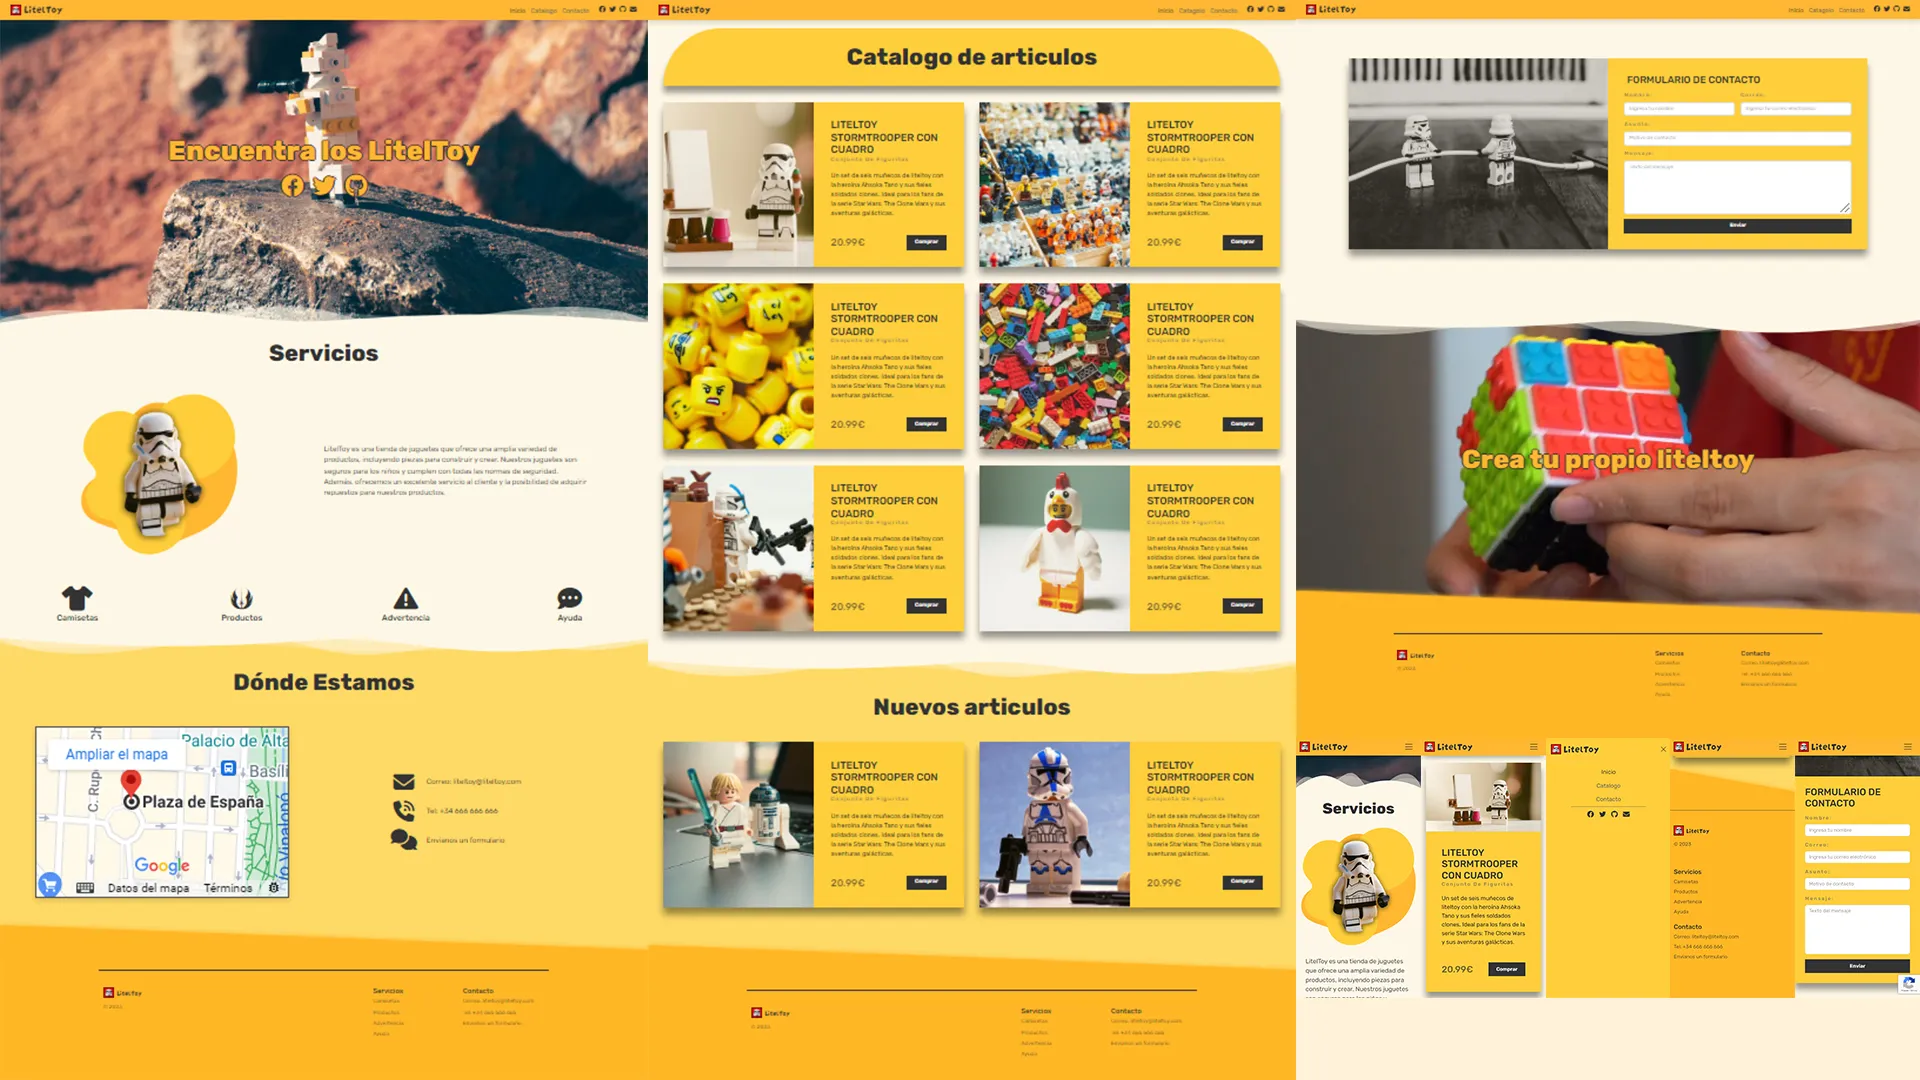 LitelToy
Inicio Catalogo Contacto
Encuentra los LitelToy
Servicios
LitelToy es una tienda de juguetes que ofrece una amplia variedad de
productos, incluyendo piezas para construir y crear. Nuestros juguetes son
seguros para los niños y cumplen con todas las normas de seguridad.
Además, ofrecemos un excelente servicio al cliente y la posibilidad de adquirir
repuestos para nuestros productos.
Camisetas
Productos
Advertencia
Ayuda
Dónde Estamos
Ampliar el mapa
Palacio de Alta
Basíli
C. Rup
Plaza de España
Google
Datos del mapa
Términos
Correo: liteltoy@liteltoy.com
Tel: +34 666 666 666
Envianos un formulario
LitelToy
Servicios
Camisetas
Productos
Advertencia
Ayuda
Contacto
Correo: liteltoy@liteltoy.com
Envianos un formulario
LitelToy
Inicio Catalogo Contacto
Catalogo de articulos
LITELTOY
STORMTROOPER CON
CUADRO
Conjunto De Figuritas
Un set de seis muñecos de liteltoy con
la heroína Ahsoka Tano y sus fieles
soldados clones. Ideal para los fans de
la serie Star Wars: The Clone Wars y sus
aventuras galácticas.
20.99€
Comprar
LITELTOY
STORMTROOPER CON
CUADRO
Conjunto De Figuritas
Un set de seis muñecos de liteltoy con
la heroína Ahsoka Tano y sus fieles
soldados clones. Ideal para los fans de
la serie Star Wars: The Clone Wars y sus
aventuras galácticas.
20.99€
Comprar
LITELTOY
STORMTROOPER CON
CUADRO
Conjunto De Figuritas
Un set de seis muñecos de liteltoy con
la heroína Ahsoka Tano y sus fieles
soldados clones. Ideal para los fans de
la serie Star Wars: The Clone Wars y sus
aventuras galácticas.
20.99€
Comprar
LITELTOY
STORMTROOPER CON
CUADRO
Conjunto De Figuritas
Un set de seis muñecos de liteltoy con
la heroína Ahsoka Tano y sus fieles
soldados clones. Ideal para los fans de
la serie Star Wars: The Clone Wars y sus
aventuras galácticas.
20.99€
Comprar
LITELTOY
STORMTROOPER CON
CUADRO
Conjunto De Figuritas
Un set de seis muñecos de liteltoy con
la heroína Ahsoka Tano y sus fieles
soldados clones. Ideal para los fans de
la serie Star Wars: The Clone Wars y sus
aventuras galácticas.
20.99€
Comprar
LITELTOY
STORMTROOPER CON
CUADRO
Conjunto De Figuritas
Un set de seis muñecos de liteltoy con
la heroína Ahsoka Tano y sus fieles
soldados clones. Ideal para los fans de
la serie Star Wars: The Clone Wars y sus
aventuras galácticas.
20.99€
Comprar
Nuevos articulos
LITELTOY
STORMTROOPER CON
CUADRO
Conjunto De Figuritas
Un set de seis muñecos de liteltoy con
la heroína Ahsoka Tano y sus fieles
soldados clones. Ideal para los fans de
la serie Star Wars: The Clone Wars y sus
aventuras galácticas.
20.99€
Comprar
LITELTOY
STORMTROOPER CON
CUADRO
Conjunto De Figuritas
Un set de seis muñecos de liteltoy con
la heroína Ahsoka Tano y sus fieles
soldados clones. Ideal para los fans de
la serie Star Wars: The Clone Wars y sus
aventuras galácticas.
20.99€
Comprar
LitelToy
Servicios
Camisetas
Productos
Advertencia
Ayuda
Contacto
Correo: liteltoy@liteltoy.com
Envianos un formulario
LitelToy
Inicio Catalogo Contacto
FORMULARIO DE CONTACTO
Nombre:
Correo:
Ingresa tu nombre
Ingresa tu correo electrónico
Asunto:
Motivo de contacto
Mensaje:
Texto del mensaje
Enviar
Crea tu propio liteltoy
LitelToy
Servicios
Camisetas
Productos
Advertencia
Ayuda
Contacto
Correo: liteltoy@liteltoy.com
Envianos un formulario
LitelToy
Servicios
LitelToy es una tienda de juguetes
que ofrece una amplia variedad de
productos, incluyendo piezas para
construir y crear. Nuestros juguetes
LitelToy
LITELTOY
STORMTROOPER
CON CUADRO
Conjunto De Figuritas
Un set de seis muñecos de
liteltoy con la heroína Ahsoka
Tano y sus fieles soldados
clones. Ideal para los fans de la
serie Star Wars: The Clone Wars
y sus aventuras galácticas.
20.99€
Comprar
LitelToy
Inicio
Catalogo
Contacto
LitelToy
LitelToy
© 2023
Servicios
Camisetas
Productos
Advertencia
Ayuda
Contacto
Correo: liteltoy@liteltoy.com
Tel: +34 666 666 666
Envianos un formulario
LitelToy
FORMULARIO DE
CONTACTO
Nombre:
Ingresa tu nombre
Correo:
Ingresa tu correo electrónico
Asunto:
Motivo de contacto
Mensaje:
Texto del mensaje
Enviar